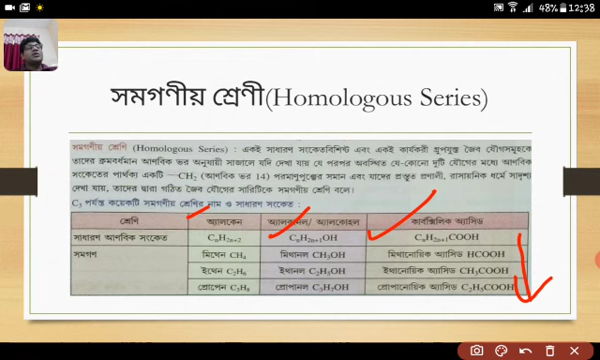 48% 12:38
সমগণীয় শ্রেণী(Homologous Series)
সমগণীয় শ্রেণি (Homologous Series) : একই সাধারণ সংকেতবিশিষ্ট এবং একই কার্যকরী গ্রুপযুক্ত জৈব যৌগসমূহকে
তাদের ক্রমবর্ধমান আণবিক ভর অনুযায়ী সাজালে যদি দেখা যায় যে পরপর অবস্থিত যে-কোনো দুটি যৌগের মধ্যে আণবিক
সংকেতের পার্থক্য একটি —CH₂ (আণবিক ভর 14) পরমাণুপুঞ্জের সমান এবং যাদের প্রস্তুত প্রণালী, রাসায়নিক ধর্মে সাদৃশ্য
দেখা যায়, তাদের দ্বারা গঠিত জৈব যৌগের সারিটিকে সমগণীয় শ্রেণি বলে।
C₃ পর্যন্ত কয়েকটি সমগণীয় শ্রেণির নাম ও সাধারণ সংকেত :
শ্রেণি অ্যালকেন অ্যালকানল/ অ্যালকোহল কার্বক্সিলিক অ্যাসিড
সাধারণ আণবিক সংকেত CₙH₂ₙ₊₂ CₙH₂ₙ₊₁OH CₙH₂ₙ₊₁COOH
সমগণ মিথেন CH₄ মিথানল CH₃OH মিথানোয়িক অ্যাসিড HCOOH
ইথেন C₂H₆ ইথানল C₂H₅OH ইথানোয়িক অ্যাসিড CH₃COOH
প্রোপেন C₃H₈ প্রোপানল C₃H₇OH প্রোপানোয়িক অ্যাসিড C₂H₅COOH